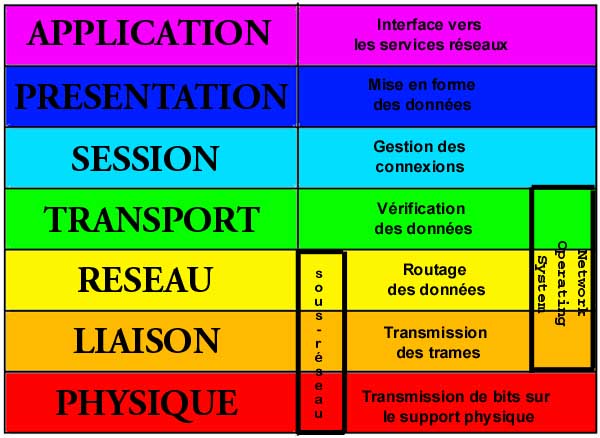 APPLICATION
Interface vers
les services réseaux
PRESENTATION
Mise en forme
des données
SESSION
Gestion des
connexions
TRANSPORT
Vérification
des données
RESEAU
Routage
des données
LIAISON
Transmission
des trames
PHYSIQUE
Transmission de bits sur
le support physique
sous-réseau
Network
Operating
System